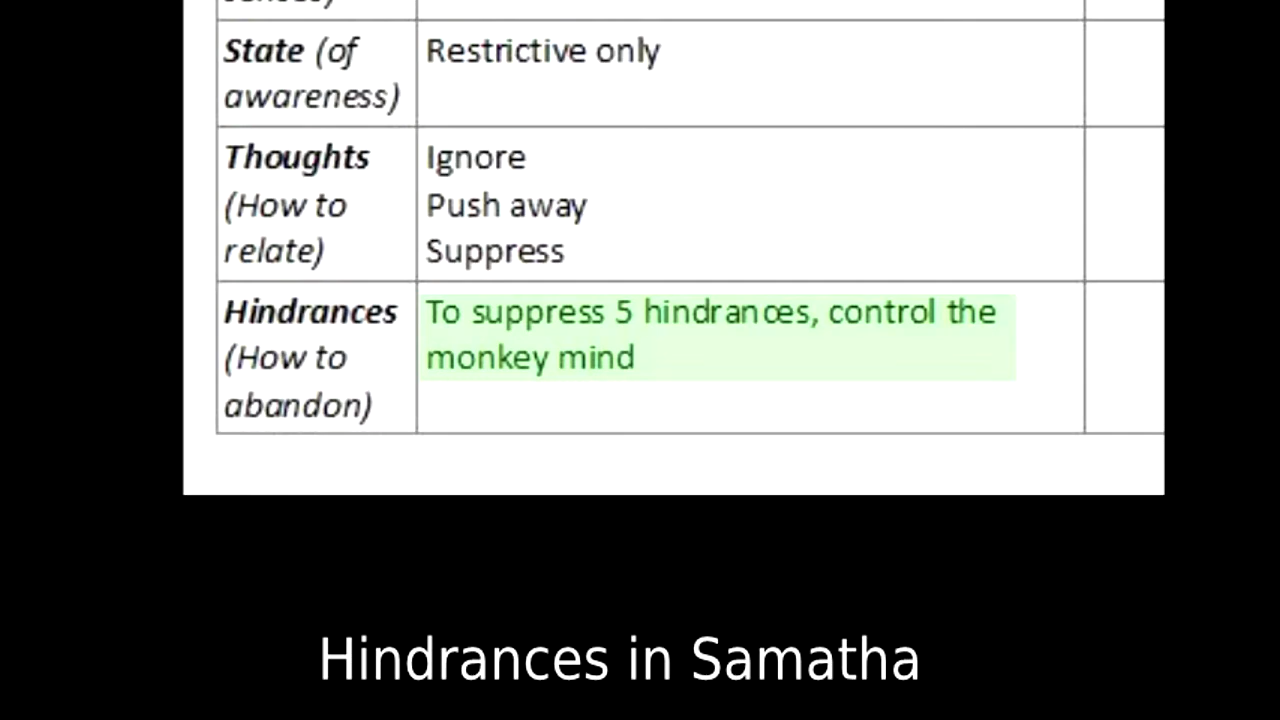 State (of
awareness)
Restrictive only
Thoughts
(How to
relate)
Ignore
Push away
Suppress
Hindrances
(How to
abandon)
To suppress 5 hindrances, control the
monkey mind
Hindrances in Samatha